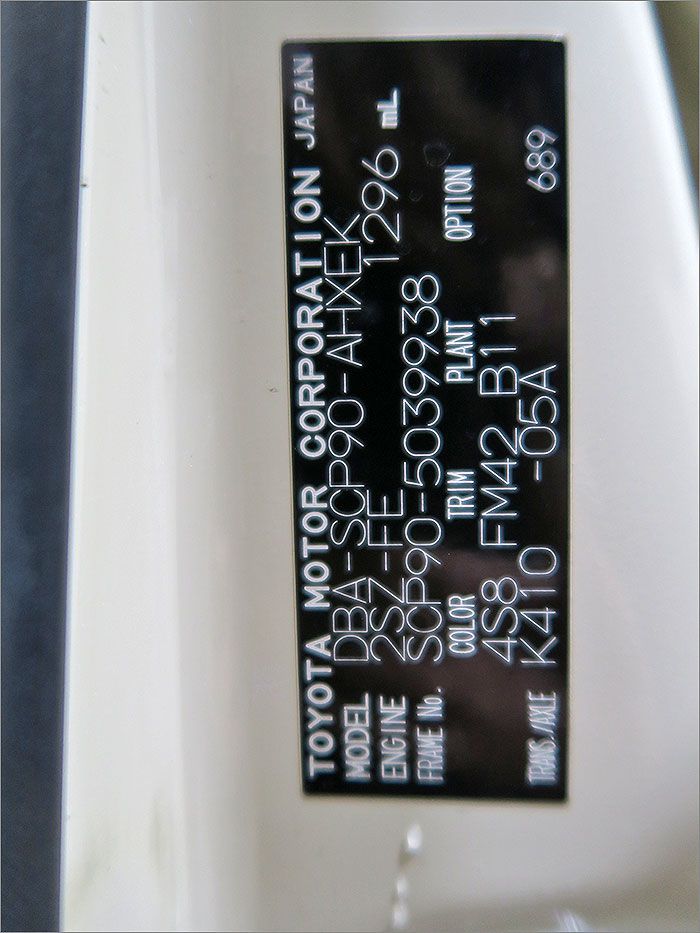 TOYOTA MOTOR CORPORATION JAPAN
MODEL DBA-SCP90-AHXEK
ENGINE 2SZ-FE 1296 mL
FRAME No. SCP90-5039938
COLOR TRIM PLANT OPTION
4S8 FM42 B11
TRANS./AXLE K410 -05A 689